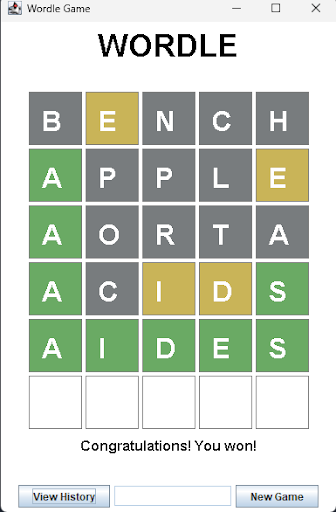 Wordle Game
WORDLE
B E N C H
A P P L E
A O R T A
A C I D S
A I D E S
Congratulations! You won!
View History New Game